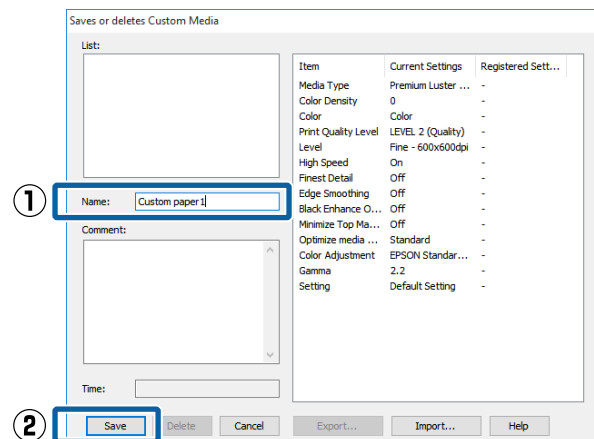 Saves or deletes Custom Media
List:
Item Current Settings Registered Sett...
Media Type Premium Luster ... -
Color Density 0 -
Color Color -
Print Quality Level LEVEL 2 (Quality) -
Level Fine - 600x600dpi -
High Speed On -
Finest Detail Off -
Edge Smoothing Off -
Black Enhance O... Off -
Minimize Top Ma... Off -
Optimize media ... Standard -
Color Adjustment EPSON Standar... -
Gamma 2.2 -
Setting Default Setting -
① Name: Custom paper 1
Comment:
Time:
② Save Delete Cancel Export... Import... Help